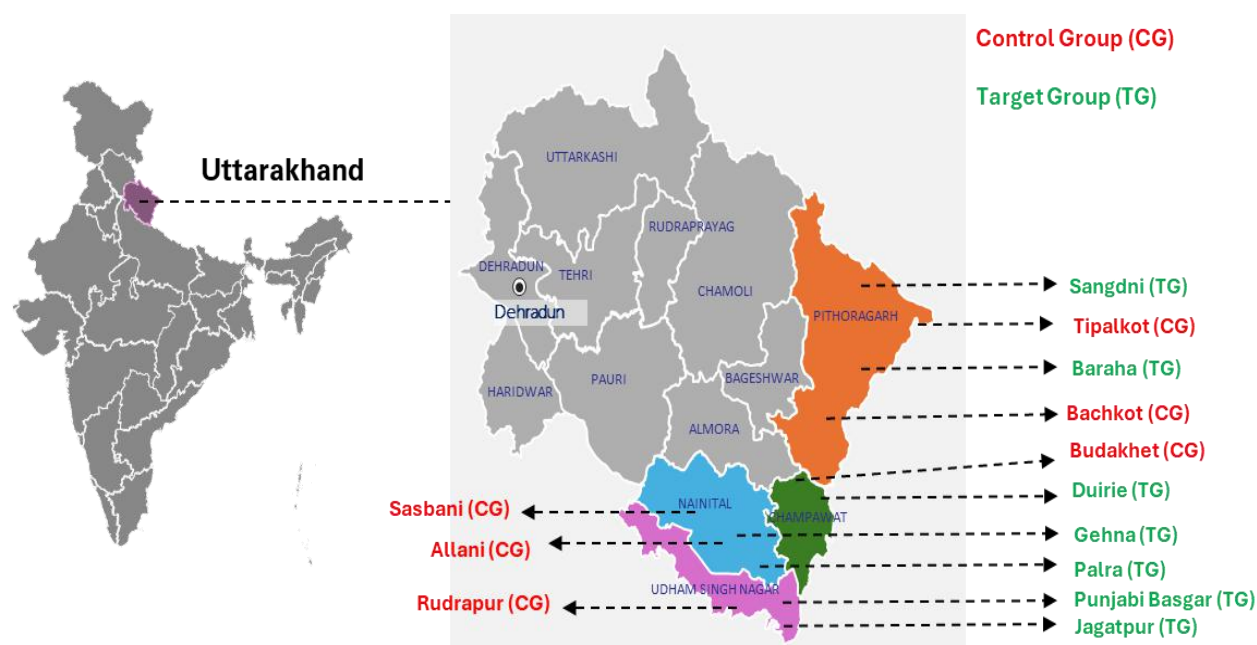 Control Group (CG)
Target Group (TG)
Uttarakhand
UTTARKASHI
RUDRAPRAYAG
DEHRADUN
TEHRI
Dehradun
CHAMOLI
PITHORAGARH
HARIDWAR
PAURI
BAGESHWAR
ALMORA
NAINITAL
CHAMPAWAT
UDHAM SINGH NAGAR
Sasbani (CG)
Allani (CG)
Rudrapur (CG)
Sangdni (TG)
Tipalkot (CG)
Baraha (TG)
Bachkot (CG)
Budakhet (CG)
Duirie (TG)
Gehna (TG)
Palra (TG)
Punjabi Basgar (TG)
Jagatpur (TG)